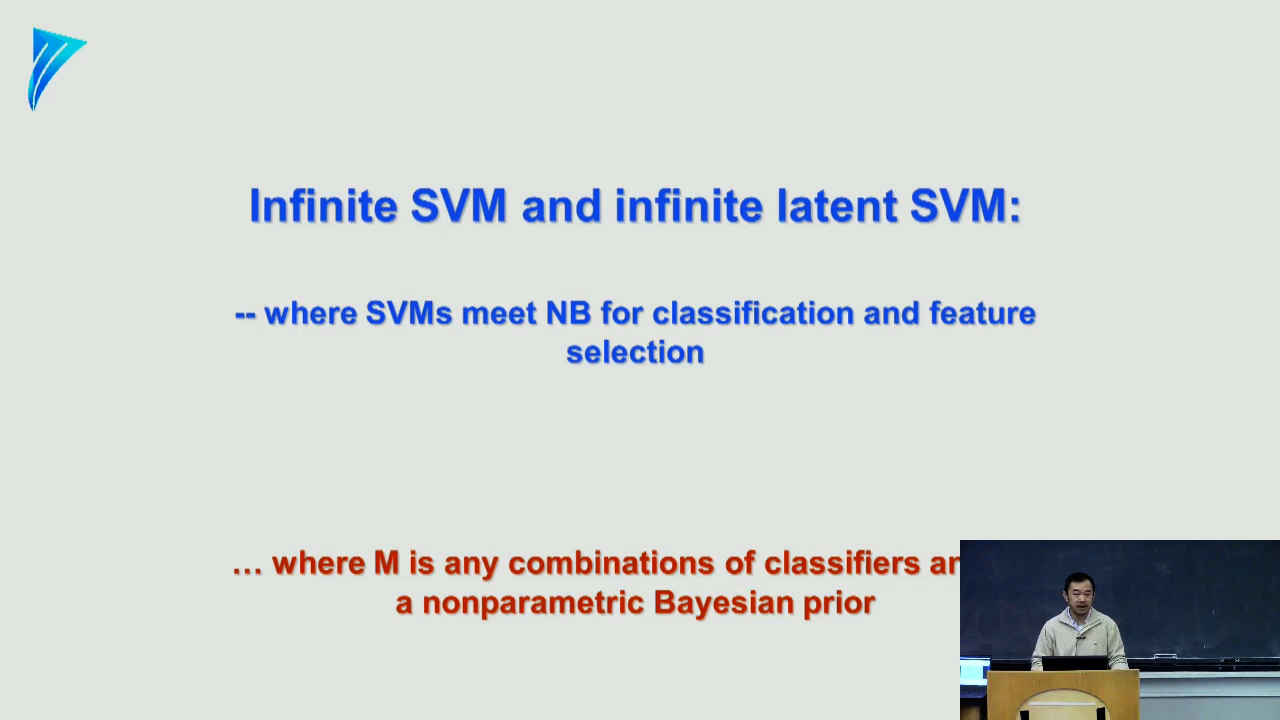 Infinite SVM and infinite latent SVM:
-- where SVMs meet NB for classification and feature
selection
… where M is any combinations of classifiers
a nonparametric Bayesian prior